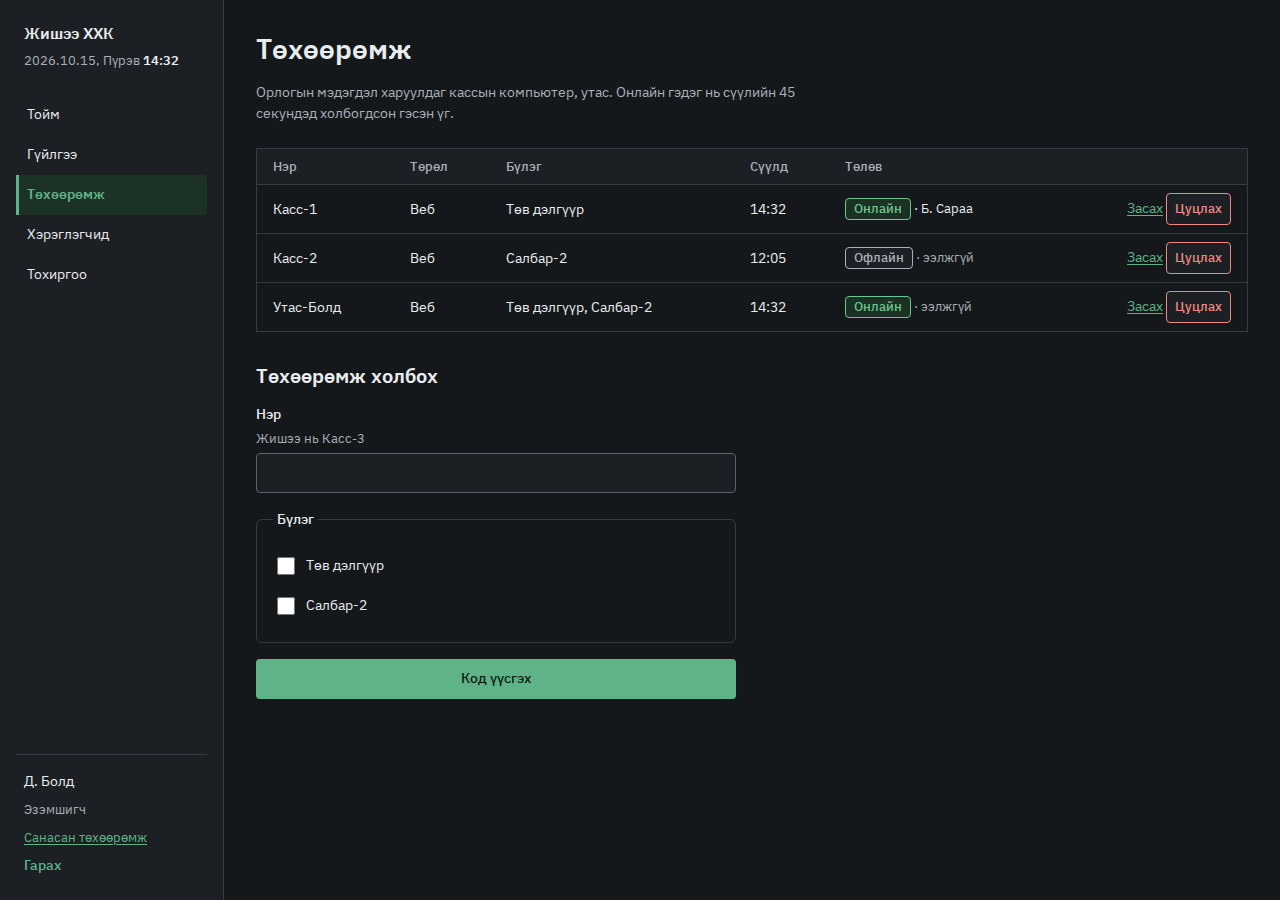 Жишээ ХХК
2026.10.15, Пүрэв 14:32
Тойм
Гүйлгээ
Төхөөрөмж
Хэрэглэгчид
Тохиргоо
Д. Болд
Эзэмшигч
Санасан төхөөрөмж
Гарах
Төхөөрөмж
Орлогын мэдэгдэл харуулдаг кассын компьютер, утас. Онлайн гэдэг нь сүүлийн 45
секундэд холбогдсон гэсэн үг.
Нэр Төрөл Бүлэг Сүүлд Төлөв
Касс-1 Веб Төв дэлгүүр 14:32 Онлайн · Б. Сараа Засах Цуцлах
Касс-2 Веб Салбар-2 12:05 Офлайн · ээлжгүй Засах Цуцлах
Утас-Болд Веб Төв дэлгүүр, Салбар-2 14:32 Онлайн · ээлжгүй Засах Цуцлах
Төхөөрөмж холбох
Нэр
Жишээ нь Касс-3
Бүлэг
Төв дэлгүүр
Салбар-2
Код үүсгэх